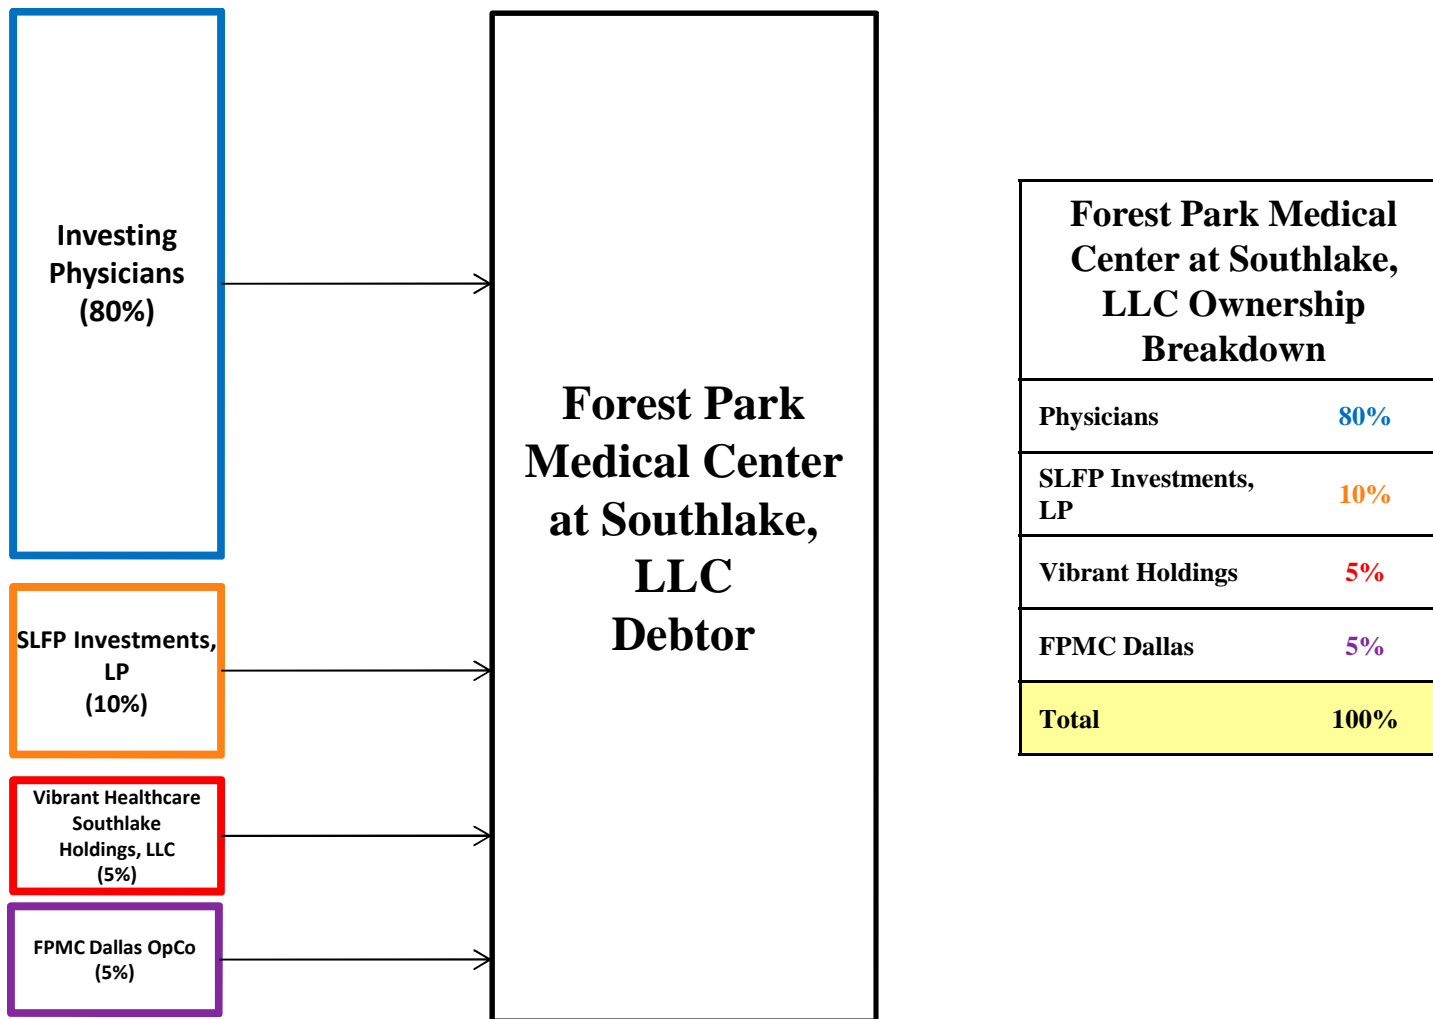 Investing
Physicians
(80%)
SLFP Investments,
LP
(10%)
Vibrant Healthcare
Southlake
Holdings, LLC
(5%)
FPMC Dallas OpCo
(5%)
Forest Park
Medical Center
at Southlake,
LLC
Debtor
Forest Park Medical
Center at Southlake,
LLC Ownership
Breakdown
Physicians 80%
SLFP Investments,
LP 10%
Vibrant Holdings 5%
FPMC Dallas 5%
Total 100%